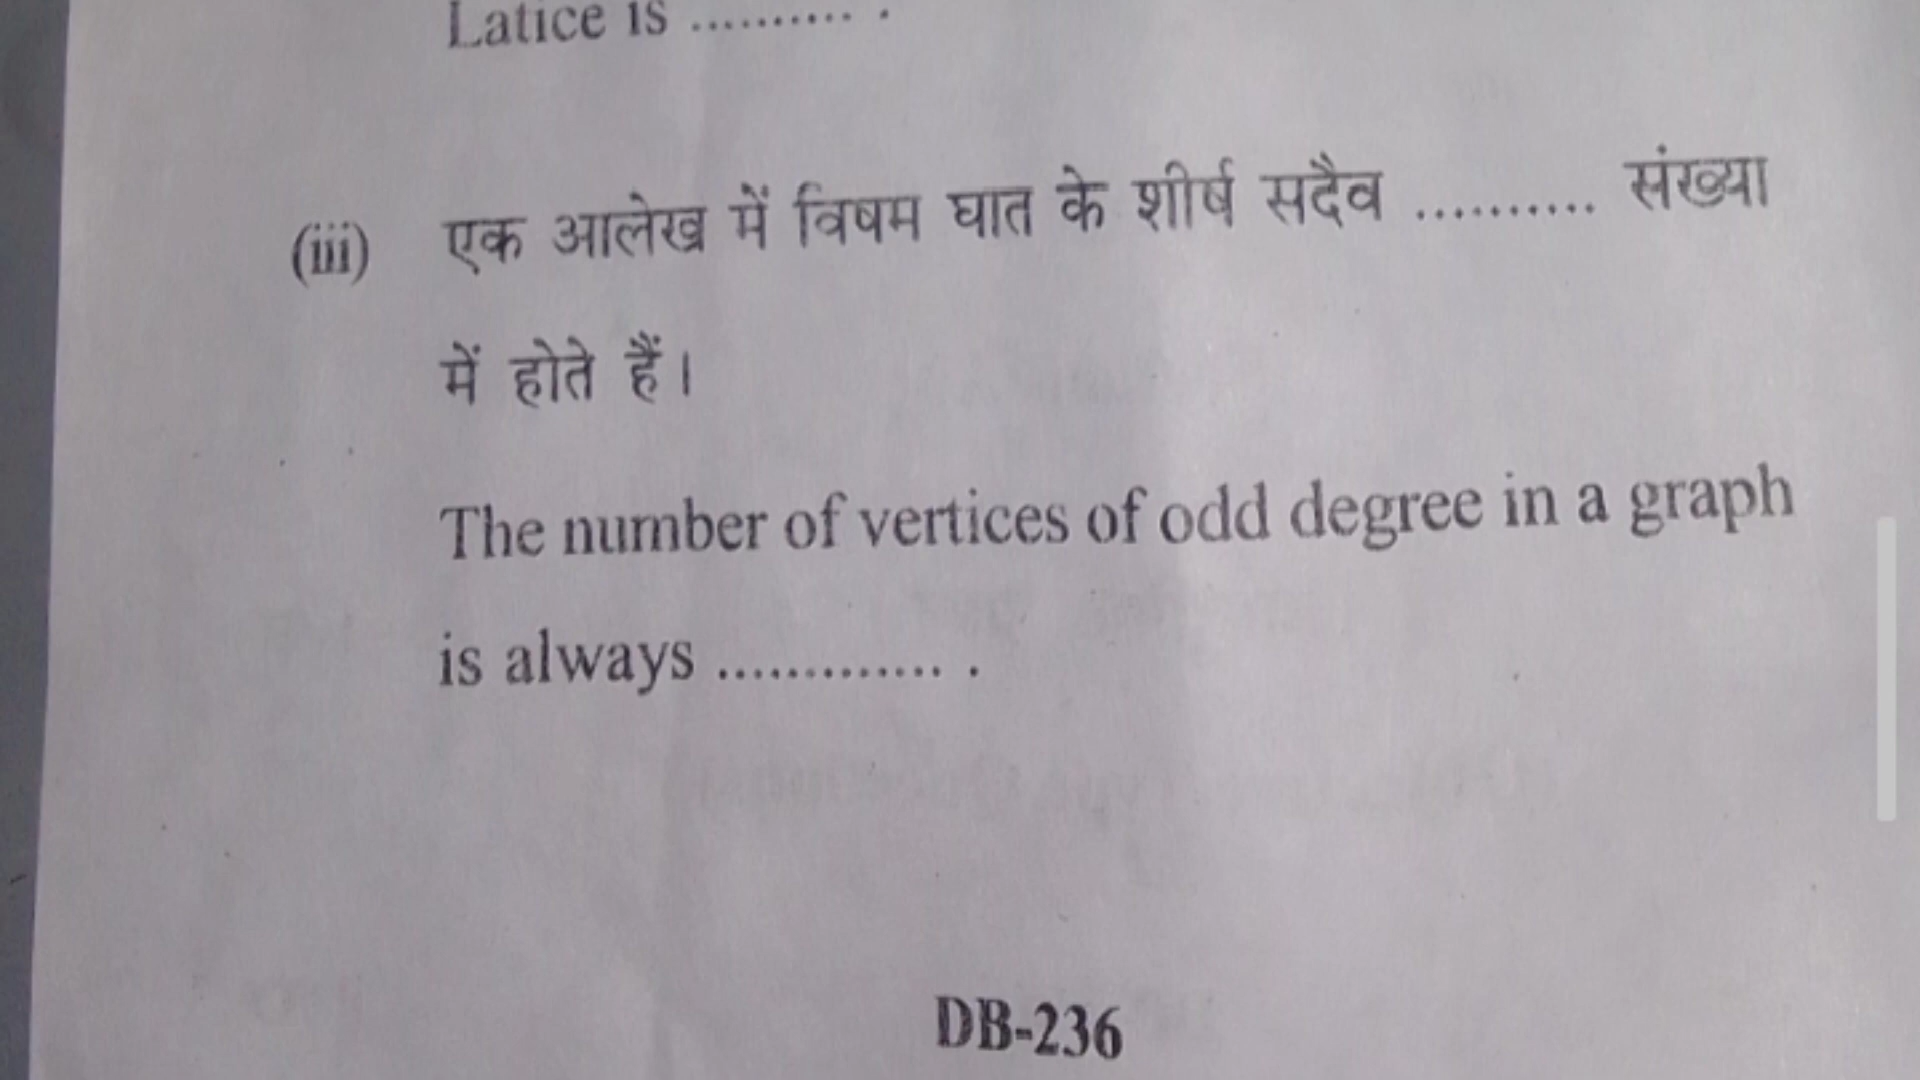 Latice is .......... .
(iii) एक आलेख में विषम घात के शीर्ष सदैव .......... संख्या
में होते हैं।
The number of vertices of odd degree in a graph
is always ............. .
DB-236